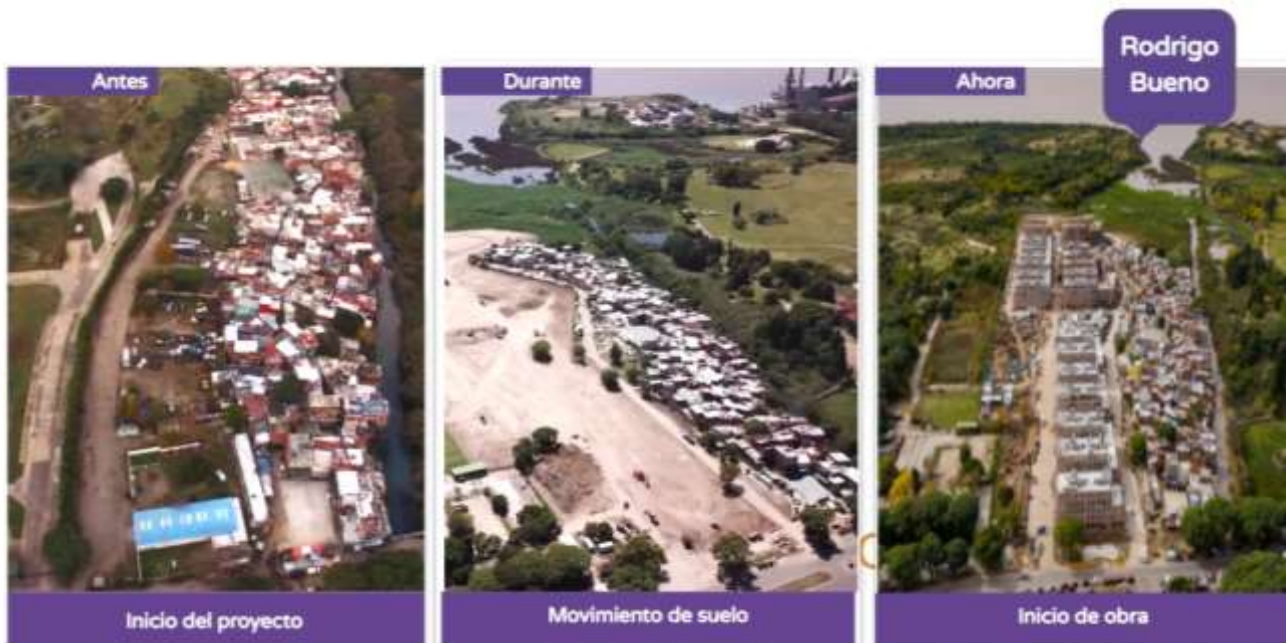 Rodrigo
Bueno
Antes
Durante
Ahora
Inicio del proyecto
Movimiento de suelo
Inicio de obra